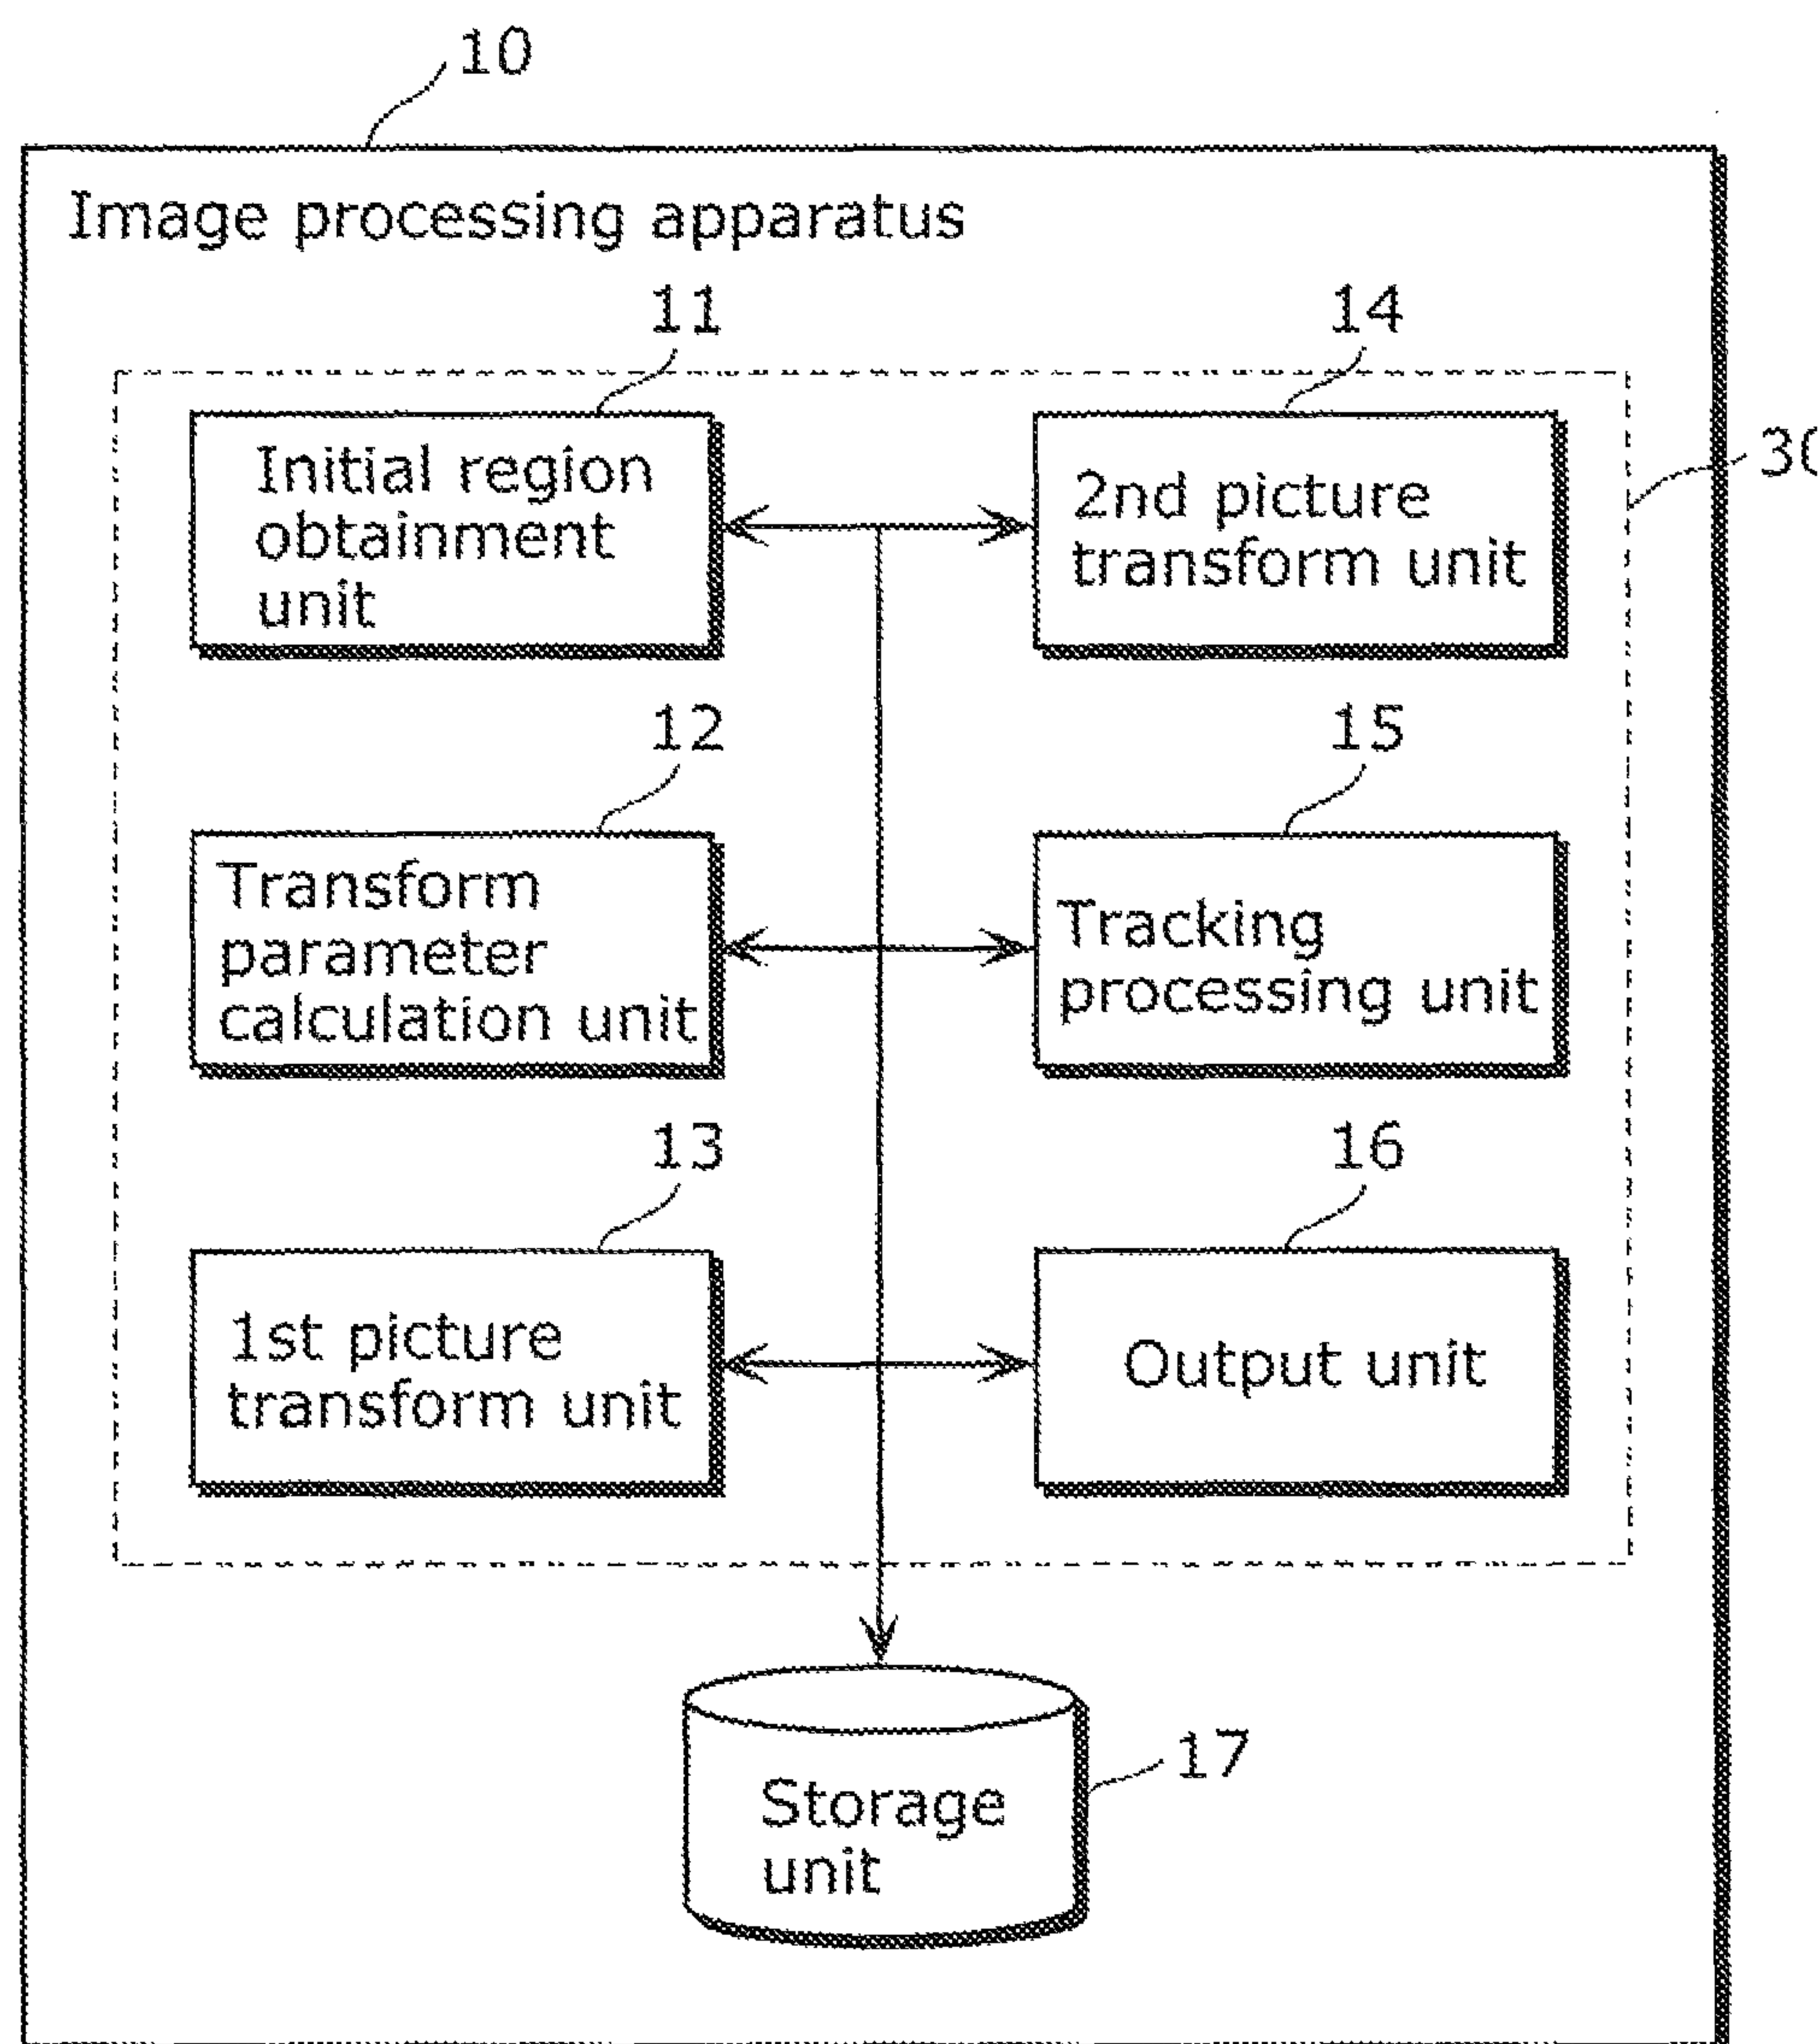 10
Image processing apparatus
11
14
30
Initial region
obtainment
unit
2nd picture
transform unit
12
15
Transform
parameter
calculation unit
Tracking
processing unit
13
16
1st picture
transform unit
Output unit
17
Storage
unit